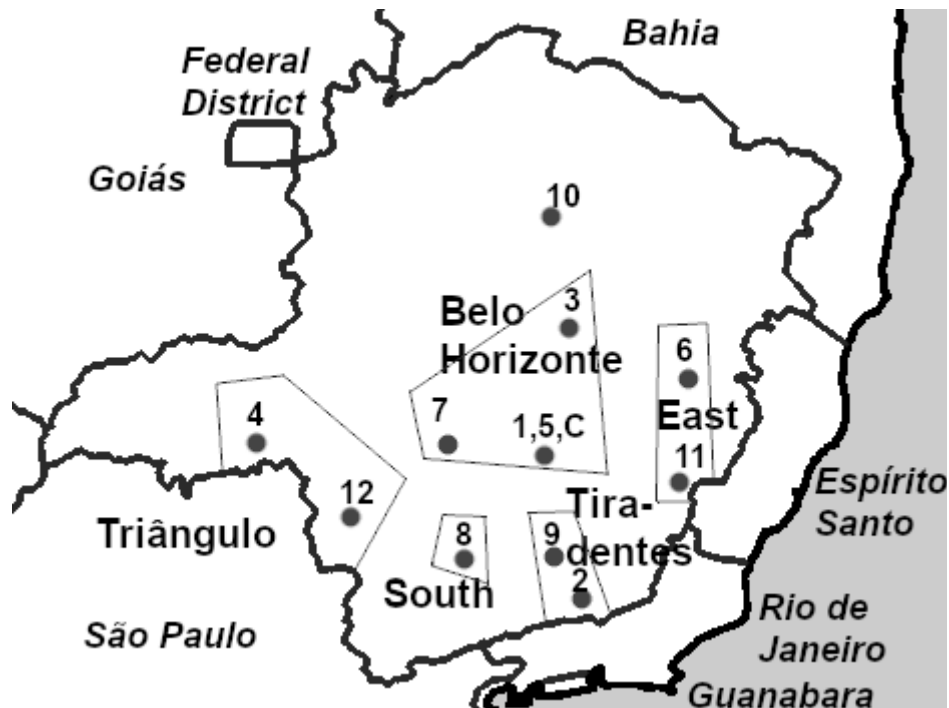 Bahia
Federal
District
Goiás
10
Belo
Horizonte
3
6
East
4
7
1,5,C
11
12
Triângulo
Tira-
dentes
Espírito
Santo
8
South
9
2
São Paulo
Rio de
Janeiro
Guanabara